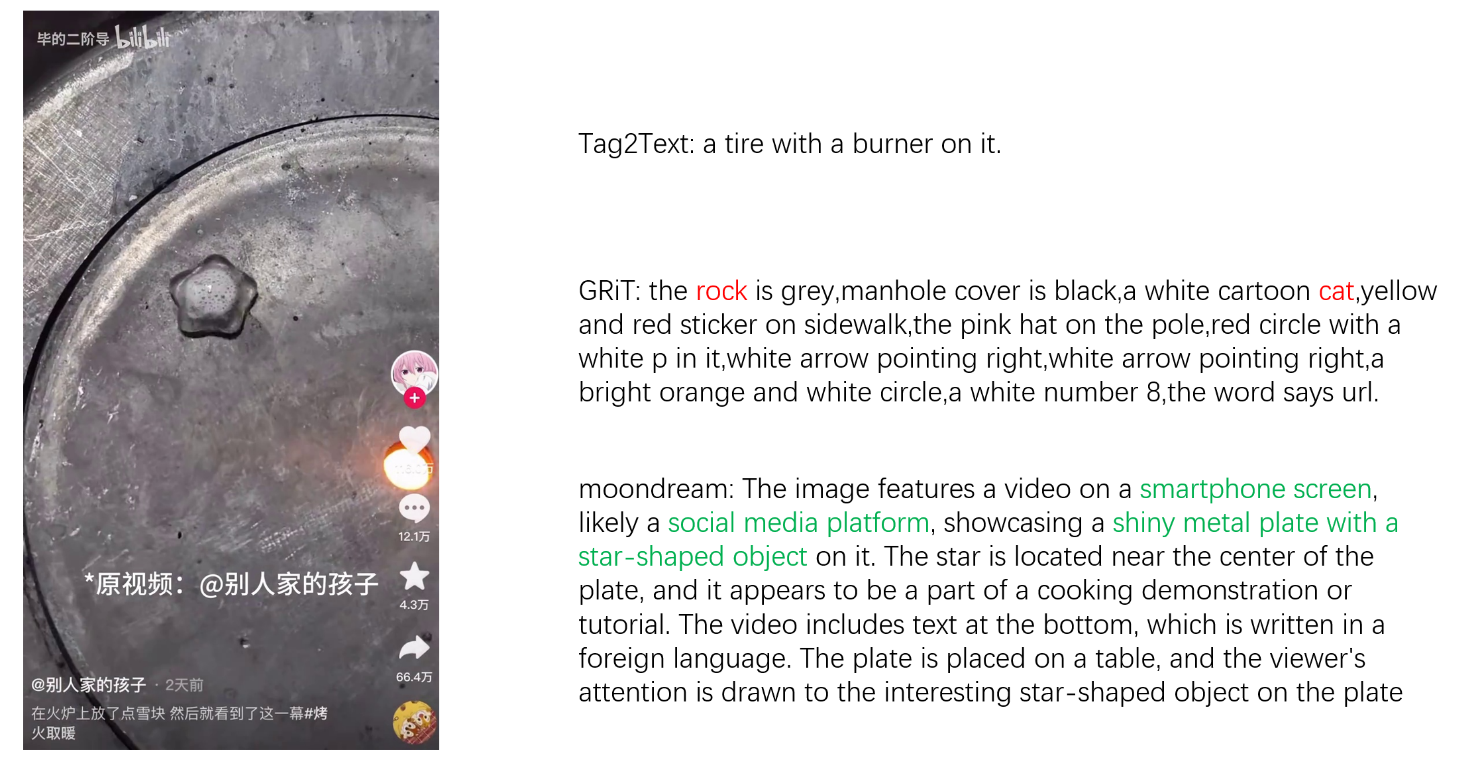 毕的二阶导 bilibili
12.1万
*原视频：@别人家的孩子
4.3万
66.4万
@别人家的孩子 · 2天前
在火炉上放了点雪块 然后就看到了这一幕#烤
火取暖
Tag2Text: a tire with a burner on it.
GRiT: the rock is grey,manhole cover is black,a white cartoon cat,yellow
and red sticker on sidewalk,the pink hat on the pole,red circle with a
white p in it,white arrow pointing right,white arrow pointing right,a
bright orange and white circle,a white number 8,the word says url.
moondream: The image features a video on a smartphone screen,
likely a social media platform, showcasing a shiny metal plate with a
star-shaped object on it. The star is located near the center of the
plate, and it appears to be a part of a cooking demonstration or
tutorial. The video includes text at the bottom, which is written in a
foreign language. The plate is placed on a table, and the viewer's
attention is drawn to the interesting star-shaped object on the plate